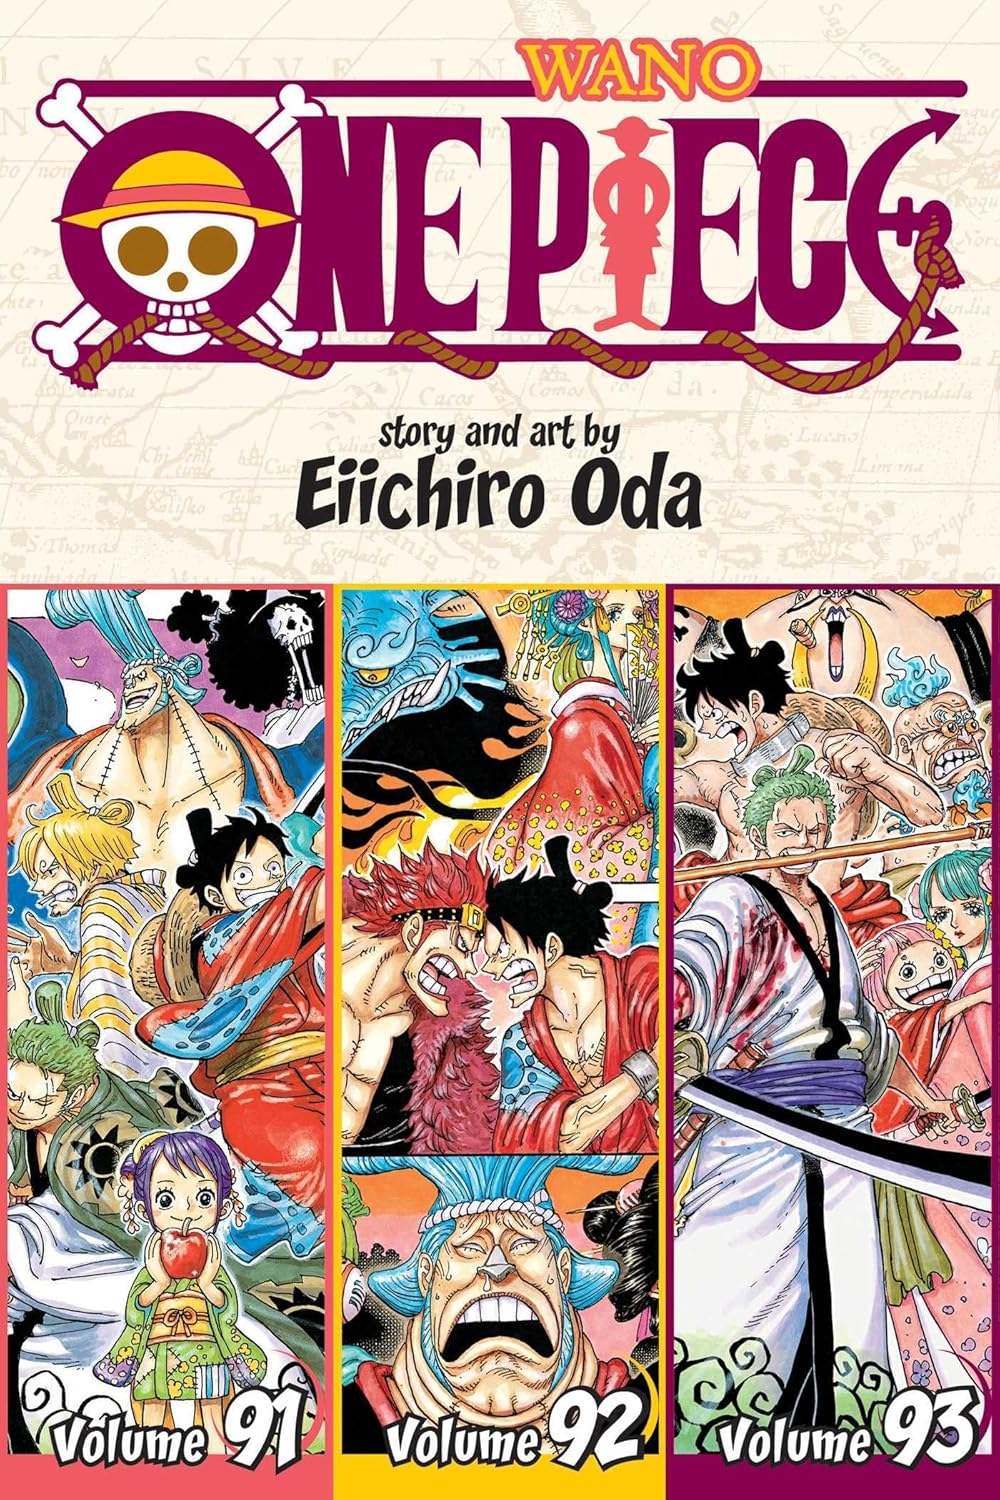 WANO
ONE PIECE
story and art by
Eiichiro Oda
Volume 91
Volume 92
Volume 93